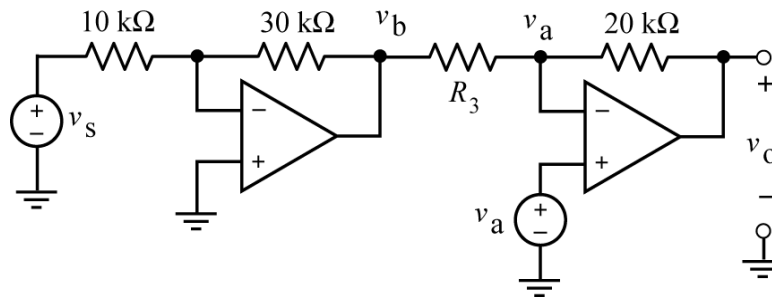 10 kΩ 30 kΩ v_b v_a 20 kΩ
R_3
+
− v_s
−
+
−
+
v_a
+
−
+
v_o
−